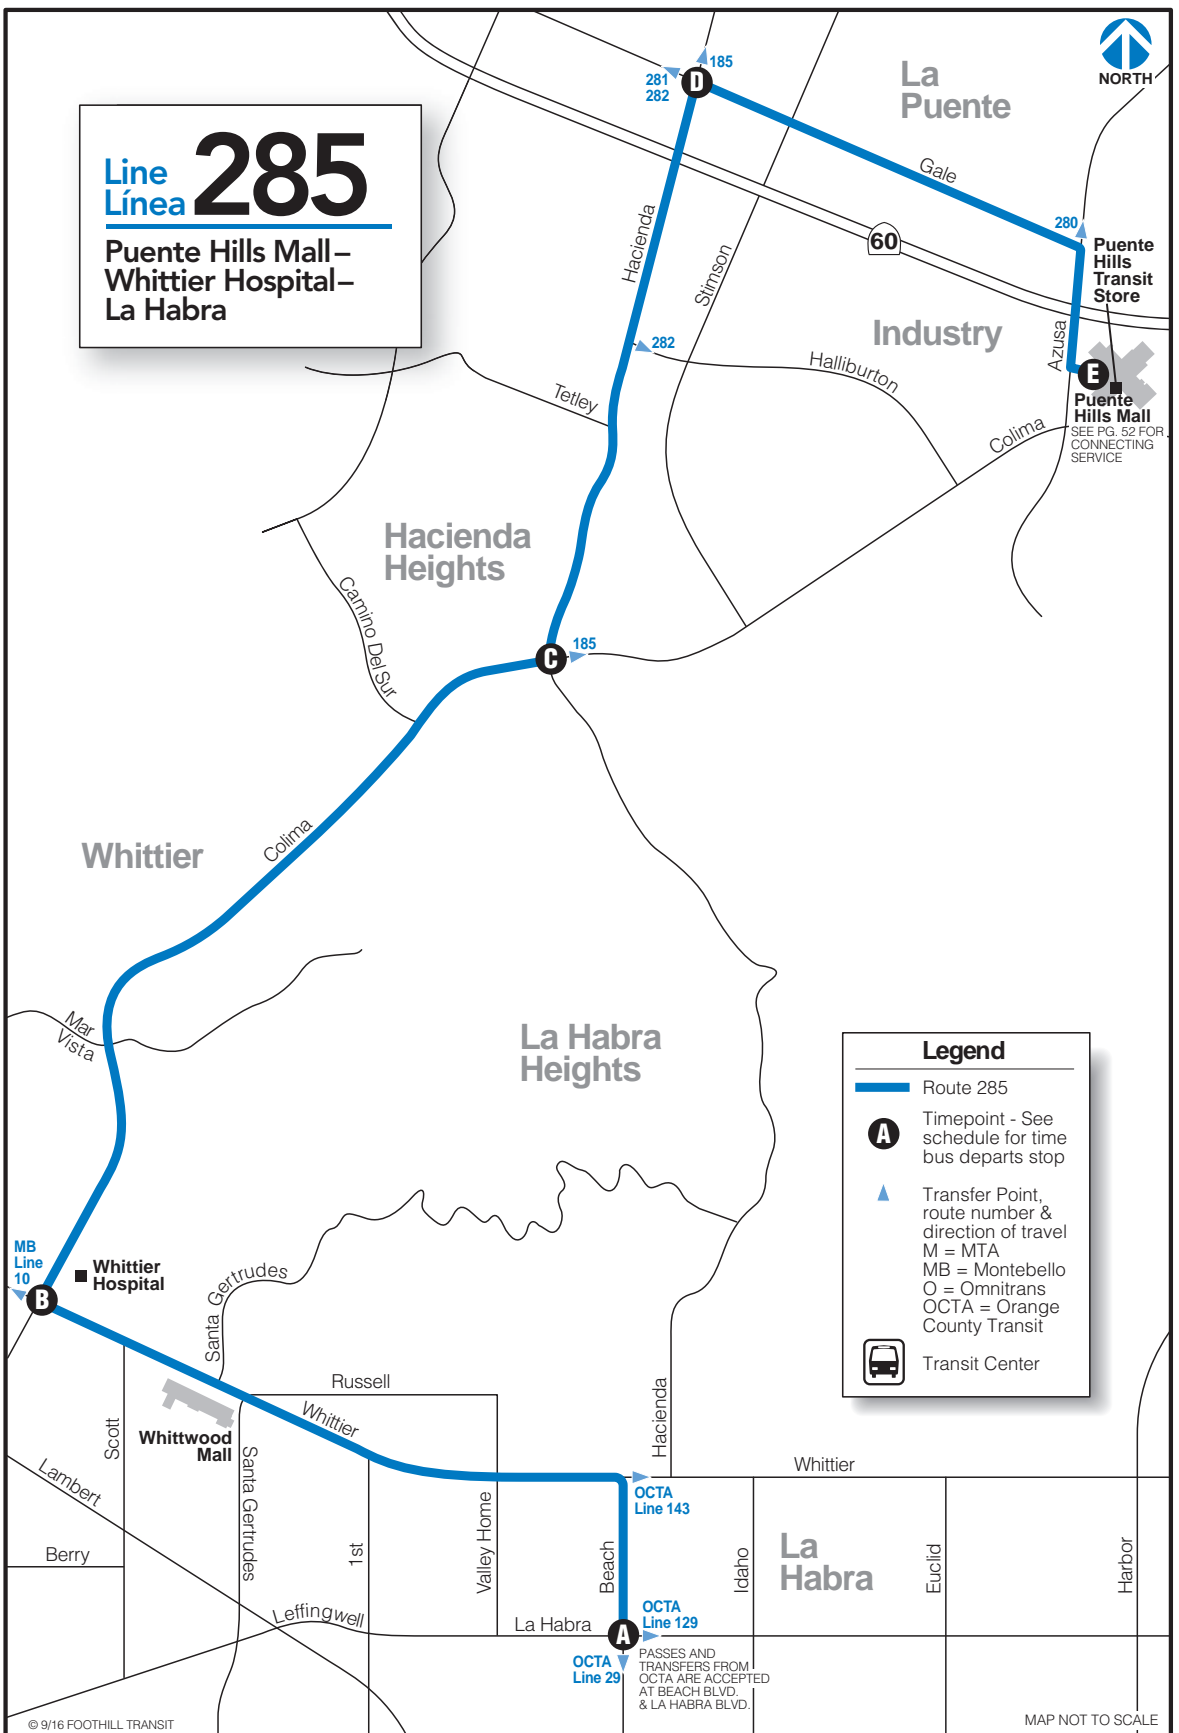 Line
Línea
285
Puente Hills Mall–
Whittier Hospital–
La Habra
NORTH
185
281
282
D
La
Puente
Gale
Hacienda
60
280
Puente
Hills
Transit
Store
Stimson
Industry
282
Halliburton
Azusa
E
Puente
Hills Mall
SEE PG. 52 FOR
CONNECTING
SERVICE
Tetley
Colima
Hacienda
Heights
Camino Del Sur
185
C
Colima
Whittier
Mar
Vista
La Habra
Heights
Legend
Route 285
A
Timepoint - See
schedule for time
bus departs stop
Transfer Point,
route number &
direction of travel
M = MTA
MB = Montebello
O = Omnitrans
OCTA = Orange
County Transit
Transit Center
MB
Line
10
Whittier
Hospital
B
Santa Gertrudes
Russell
Whittier
Whittwood
Mall
Scott
Lambert
Santa Gertrudes
Hacienda
Whittier
OCTA
Line 143
Berry
1st
Valley Home
Beach
Idaho
La
Habra
Euclid
Harbor
Leffingwell
La Habra
OCTA
Line 129
A
OCTA
Line 29
PASSES AND
TRANSFERS FROM
OCTA ARE ACCEPTED
AT BEACH BLVD.
& LA HABRA BLVD.
© 9/16 FOOTHILL TRANSIT
MAP NOT TO SCALE